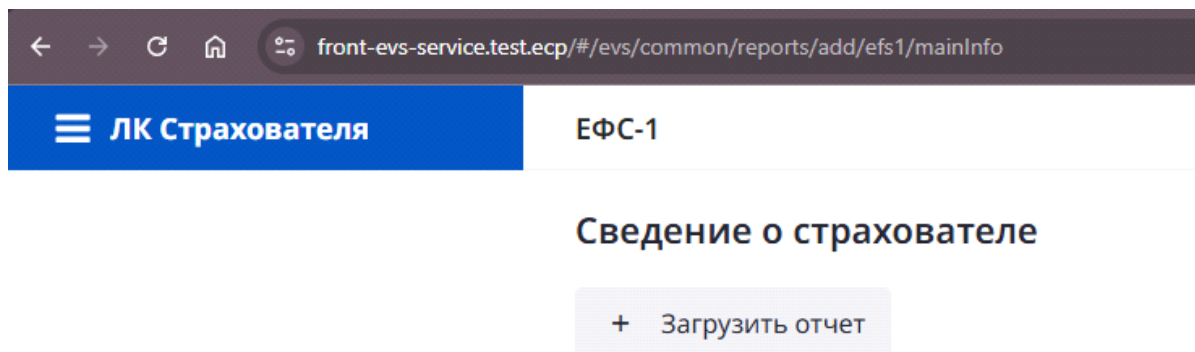 front-evs-service.test.ecp/#/evs/common/reports/add/efs1/mainInfo
ЛК Страхователя
ЕФС-1
Сведение о страхователе
+ Загрузить отчет